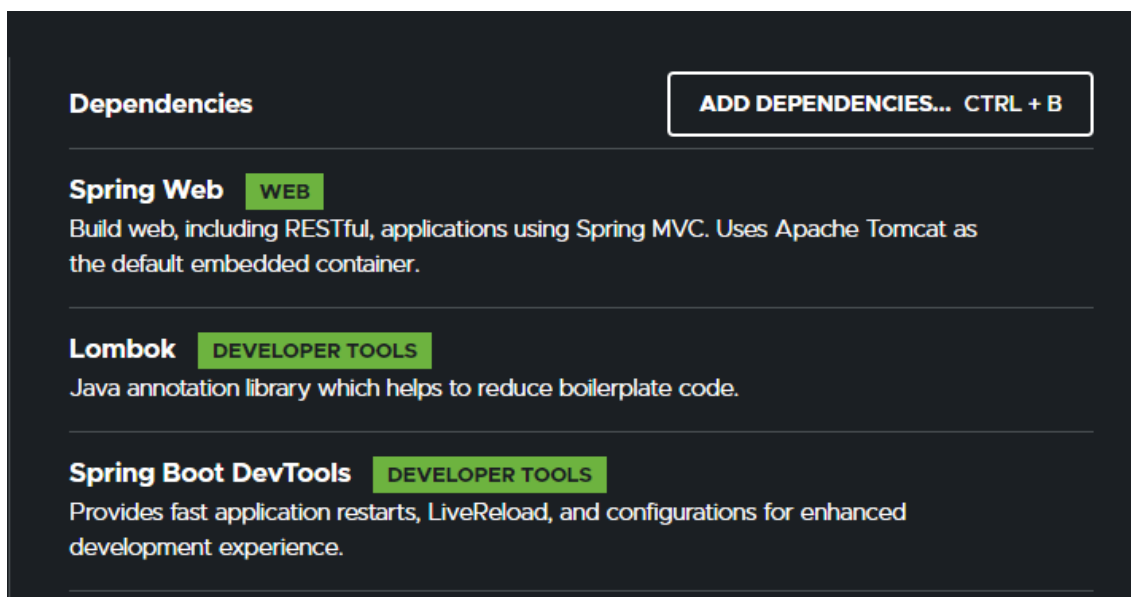 Dependencies
ADD DEPENDENCIES... CTRL + B
Spring Web WEB
Build web, including RESTful, applications using Spring MVC. Uses Apache Tomcat as
the default embedded container.
Lombok DEVELOPER TOOLS
Java annotation library which helps to reduce boilerplate code.
Spring Boot DevTools DEVELOPER TOOLS
Provides fast application restarts, LiveReload, and configurations for enhanced
development experience.